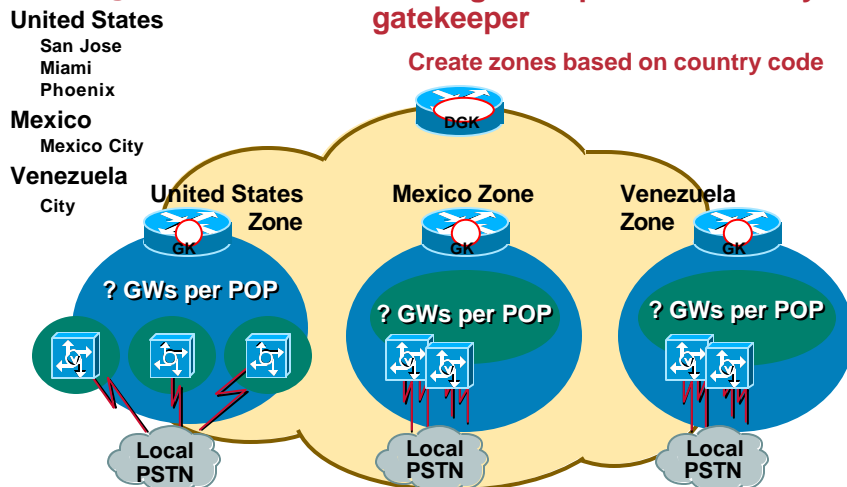 gatekeeper
Create zones based on country code
United States
San Jose
Miami
Phoenix
Mexico
Mexico City
Venezuela
City
DGK
United States
Zone
Mexico Zone
Venezuela
Zone
GK
GK
GK
? GWs per POP
? GWs per POP
? GWs per POP
V
V
V
V
Local
PSTN
Local
PSTN
Local
PSTN